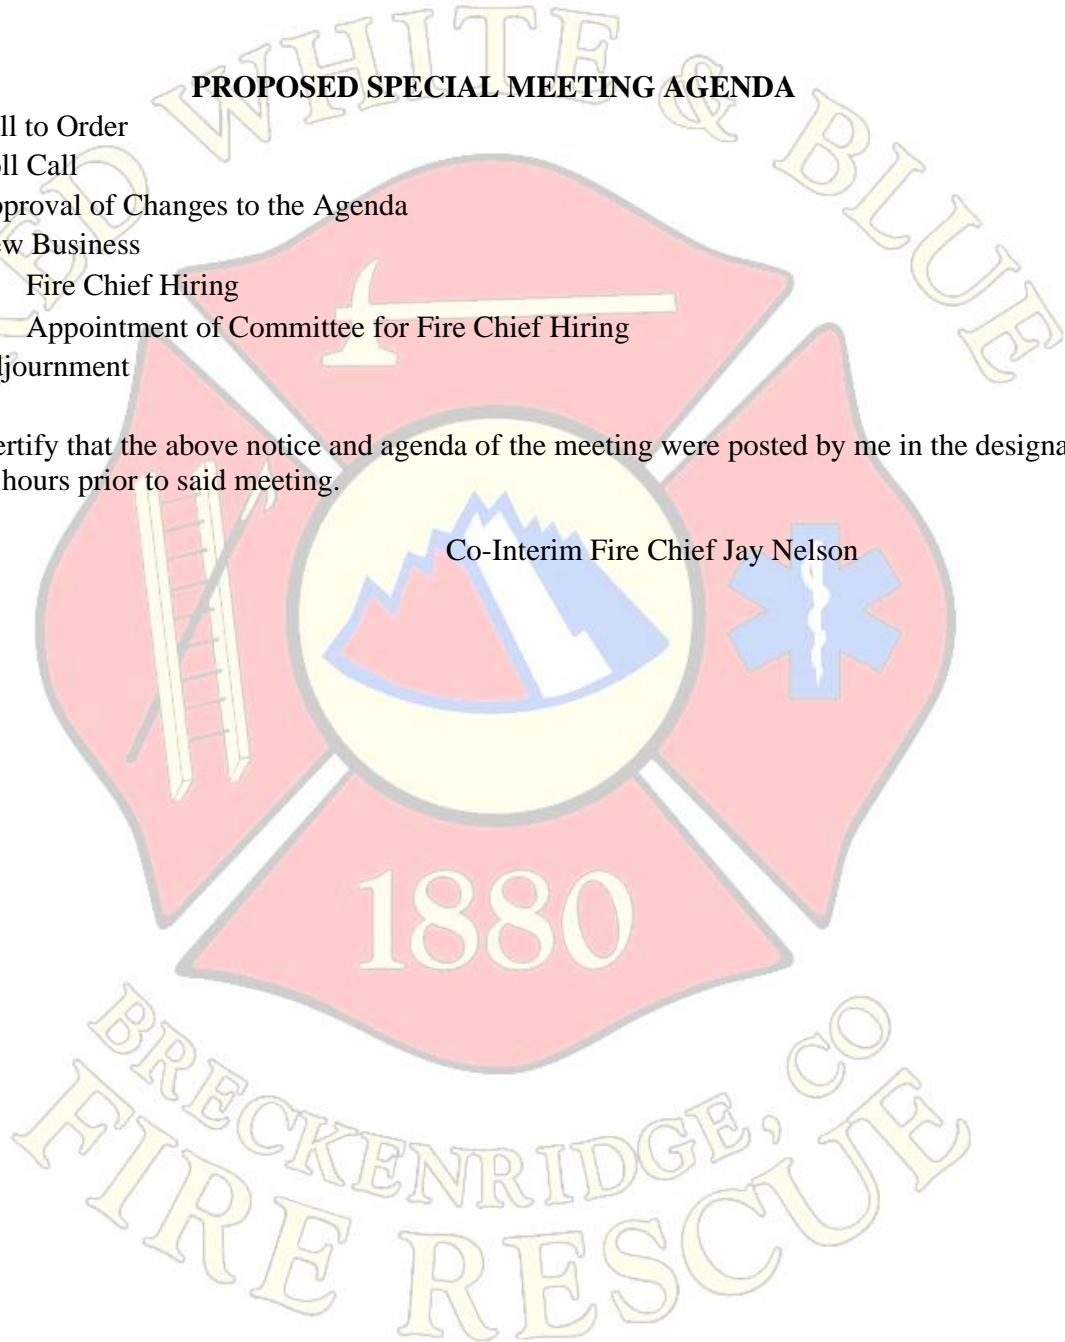 RED WHITE & BLUE
PROPOSED SPECIAL MEETING AGENDA
ll to Order
ll Call
proval of Changes to the Agenda
w Business
Fire Chief Hiring
Appointment of Committee for Fire Chief Hiring
journment
ertify that the above notice and agenda of the meeting were posted by me in the designa
hours prior to said meeting.
Co-Interim Fire Chief Jay Nelson
1880
BRECKENRIDGE, CO
FIRE RESCUE